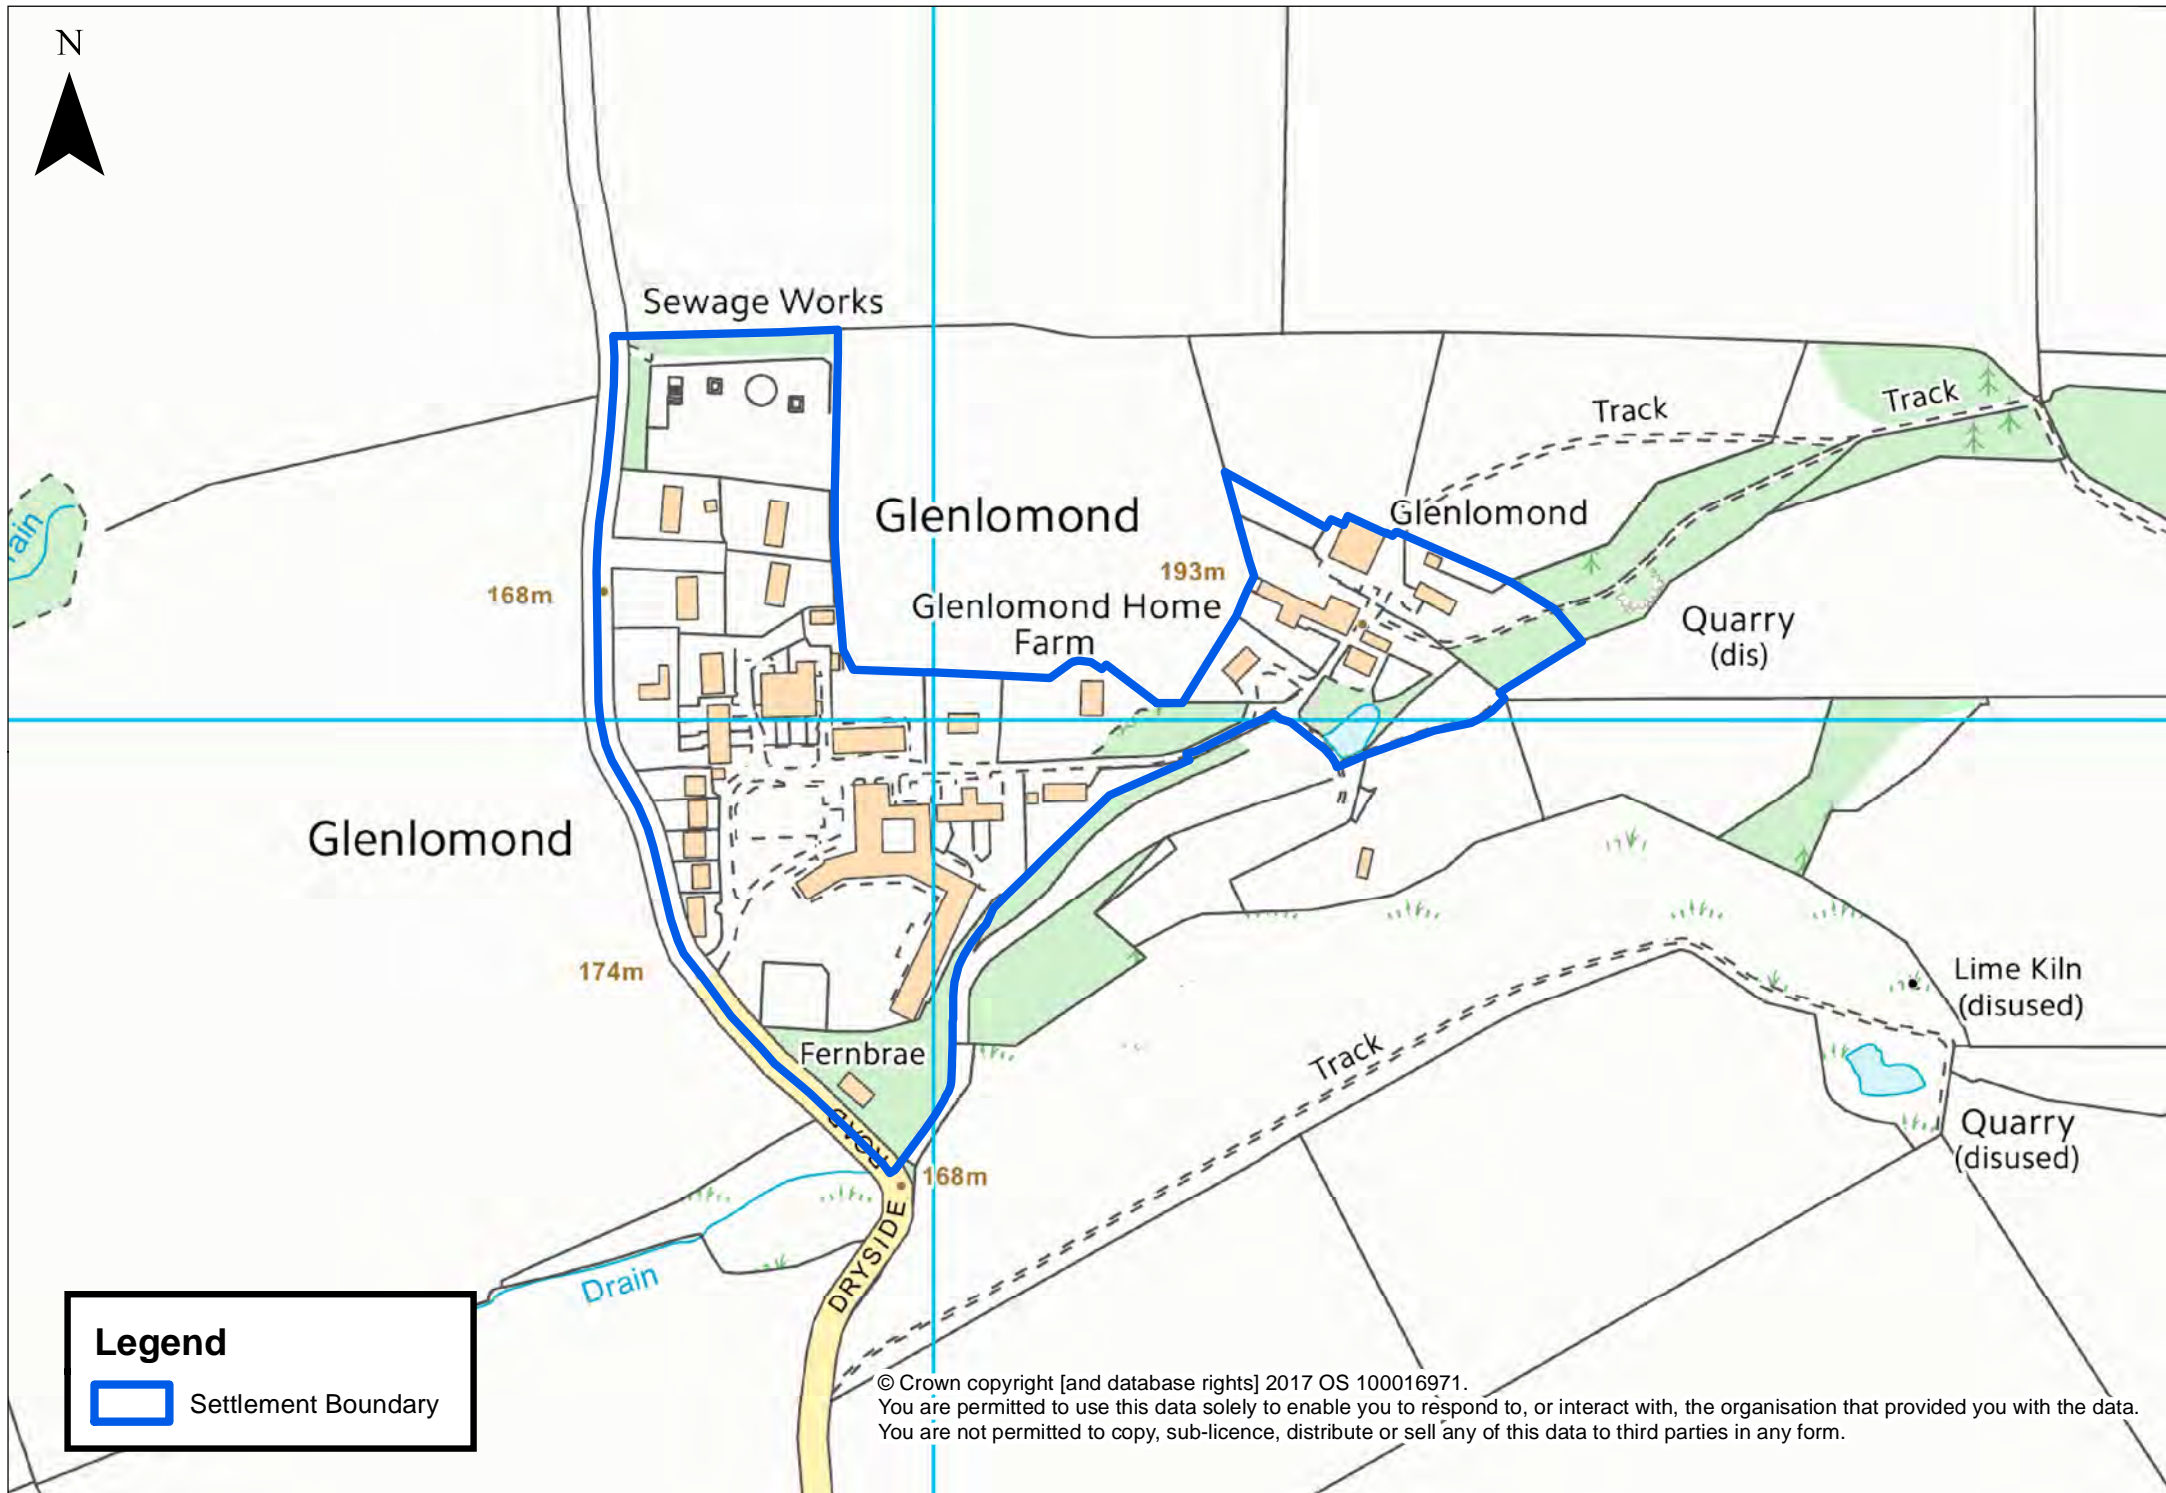 N
Sewage Works
Track
Track
Glenlomond
Glenlomond
193m
168m
Glenlomond Home
Farm
Quarry
(dis)
Glenlomond
174m
Lime Kiln
(disused)
Fernbrae
Track
Quarry
(disused)
ROAD
168m
DRYSIDE
Drain
Legend
Settlement Boundary
© Crown copyright [and database rights] 2017 OS 100016971.
You are permitted to use this data solely to enable you to respond to, or interact with, the organisation that provided you with the data.
You are not permitted to copy, sub-licence, distribute or sell any of this data to third parties in any form.